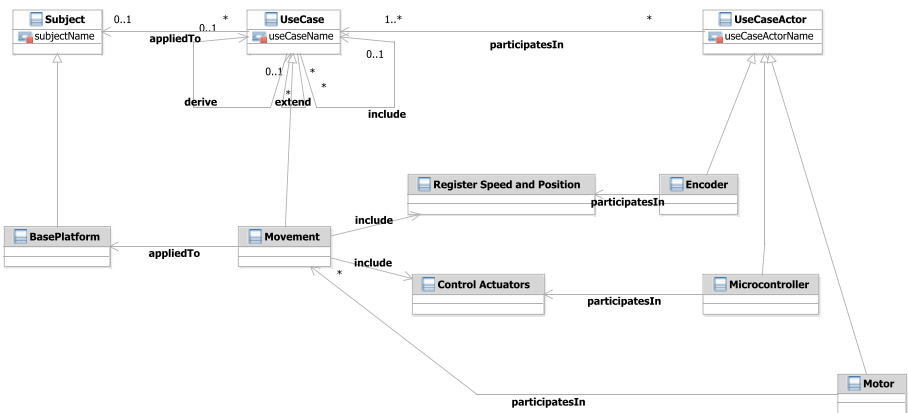 Subject
subjectName
0..1
*
appliedTo
UseCase
useCaseName
0..1
1..*
*
participatesIn
UseCaseActor
useCaseActorName
0..1
0..1
*
*
*
derive
extend
include
Register Speed and Position
Encoder
participatesIn
include
BasePlatform
appliedTo
Movement
include
*
Control Actuators
participatesIn
Microcontroller
Motor
participatesIn